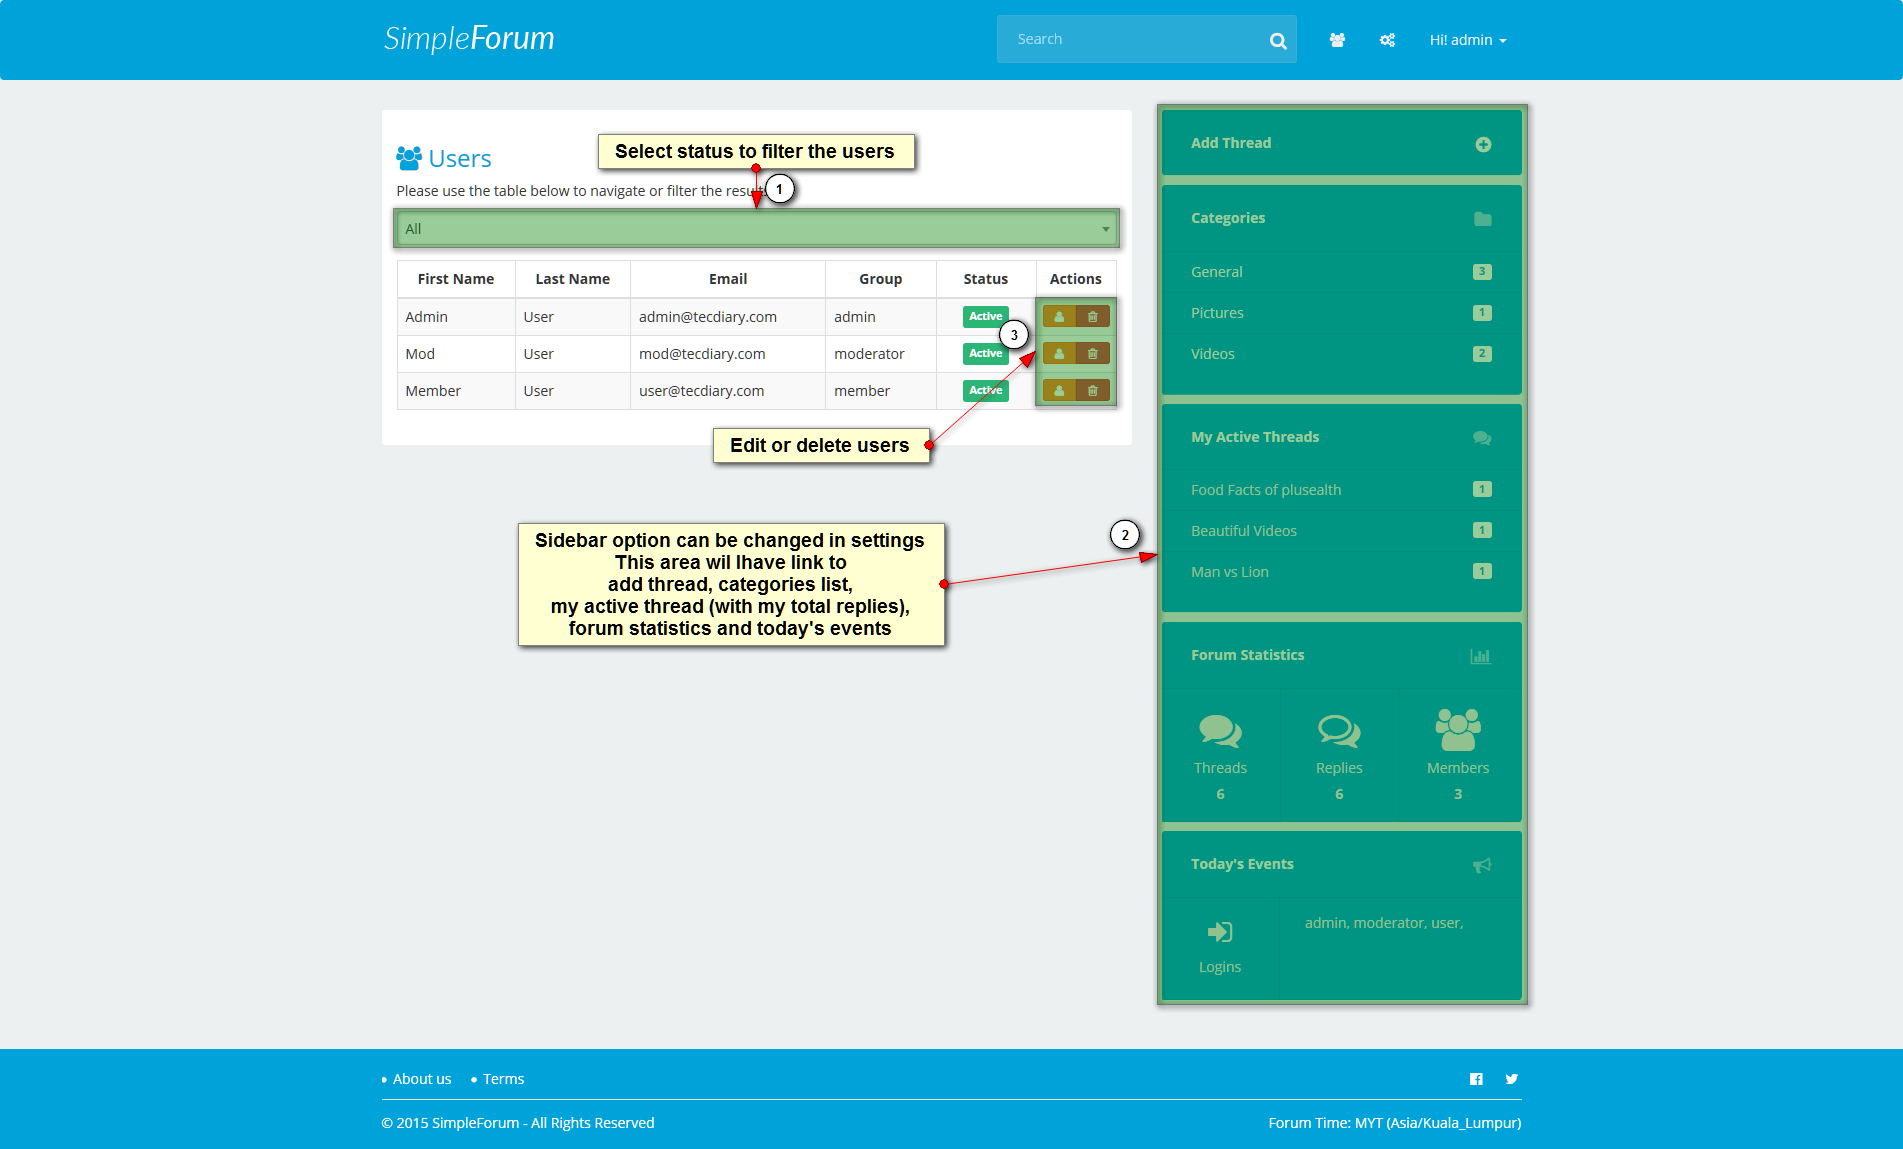 SimpleForum
Search
Hi! admin
Users
Select status to filter the users
Please use the table below to navigate or filter the results
1
All
First Name Last Name Email Group Status Actions
Admin User admin@tecdiary.com admin Active
Mod User mod@tecdiary.com moderator Active
Member User user@tecdiary.com member Active
3
Edit or delete users
Sidebar option can be changed in settings
This area wil lhave link to
add thread, categories list,
my active thread (with my total replies),
forum statistics and today's events
2
Add Thread
Categories
General 3
Pictures 1
Videos 2
My Active Threads
Food Facts of plusealth 1
Beautiful Videos 1
Man vs Lion 1
Forum Statistics
Threads Replies Members
6 6 3
Today's Events
admin, moderator, user,
Logins
About us Terms
© 2015 SimpleForum - All Rights Reserved
Forum Time: MYT (Asia/Kuala_Lumpur)